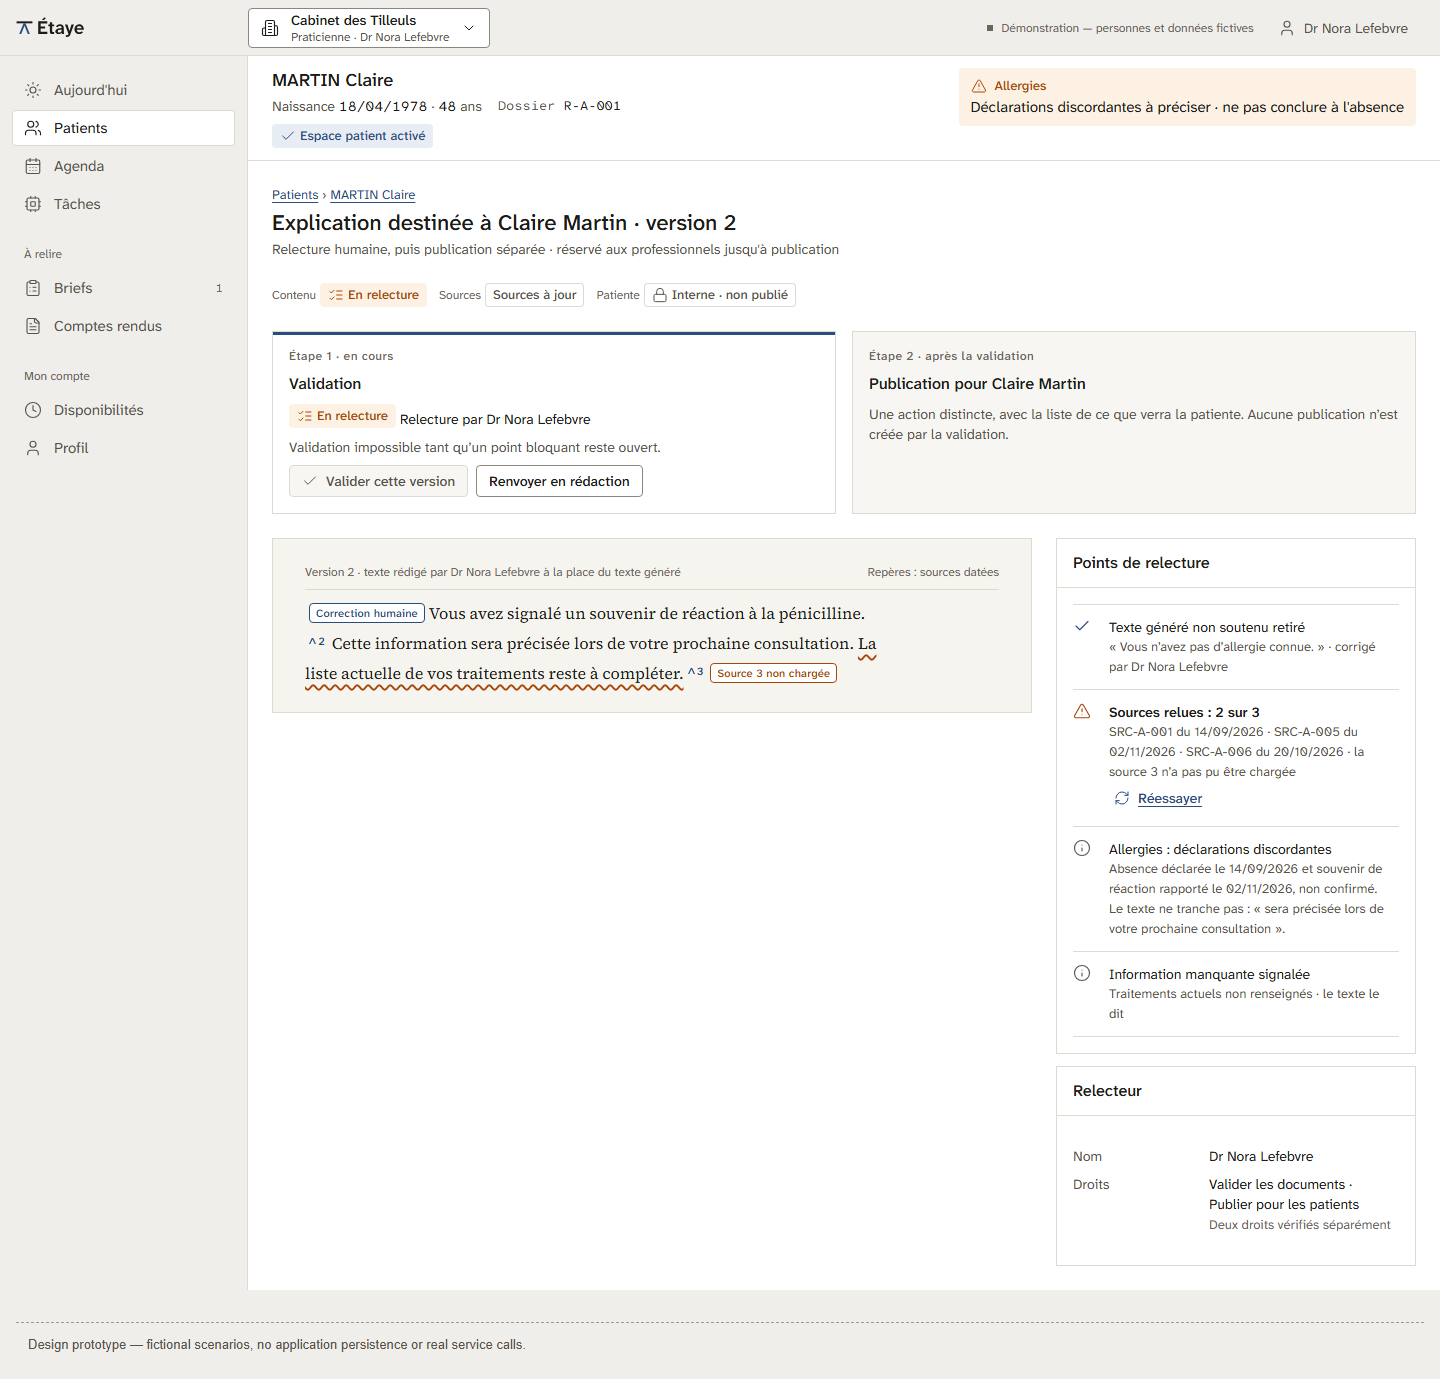 Étaye
Cabinet des Tilleuls
Praticienne · Dr Nora Lefebvre
Démonstration — personnes et données fictives
Dr Nora Lefebvre
Aujourd'hui
Patients
Agenda
Tâches
À relire
Briefs 1
Comptes rendus
Mon compte
Disponibilités
Profil
MARTIN Claire
Naissance 18/04/1978 · 48 ans Dossier R-A-001
Espace patient activé
Allergies
Déclarations discordantes à préciser · ne pas conclure à l'absence
Patients › MARTIN Claire
Explication destinée à Claire Martin · version 2
Relecture humaine, puis publication séparée · réservé aux professionnels jusqu'à publication
Contenu En relecture Sources Sources à jour Patiente Interne · non publié
Étape 1 · en cours
Validation
En relecture Relecture par Dr Nora Lefebvre
Validation impossible tant qu'un point bloquant reste ouvert.
Valider cette version Renvoyer en rédaction
Étape 2 · après la validation
Publication pour Claire Martin
Une action distincte, avec la liste de ce que verra la patiente. Aucune publication n'est
créée par la validation.
Version 2 · texte rédigé par Dr Nora Lefebvre à la place du texte généré Repères : sources datées
Correction humaine Vous avez signalé un souvenir de réaction à la pénicilline.
^2 Cette information sera précisée lors de votre prochaine consultation. La
liste actuelle de vos traitements reste à compléter. ^3 Source 3 non chargée
Points de relecture
Texte généré non soutenu retiré
« Vous n'avez pas d'allergie connue. » · corrigé
par Dr Nora Lefebvre
Sources relues : 2 sur 3
SRC-A-001 du 14/09/2026 · SRC-A-005 du
02/11/2026 · SRC-A-006 du 20/10/2026 · la
source 3 n'a pas pu être chargée
Réessayer
Allergies : déclarations discordantes
Absence déclarée le 14/09/2026 et souvenir de
réaction rapporté le 02/11/2026, non confirmé.
Le texte ne tranche pas : « sera précisée lors de
votre prochaine consultation ».
Information manquante signalée
Traitements actuels non renseignés · le texte le
dit
Relecteur
Nom Dr Nora Lefebvre
Droits Valider les documents ·
Publier pour les patients
Deux droits vérifiés séparément
Design prototype — fictional scenarios, no application persistence or real service calls.